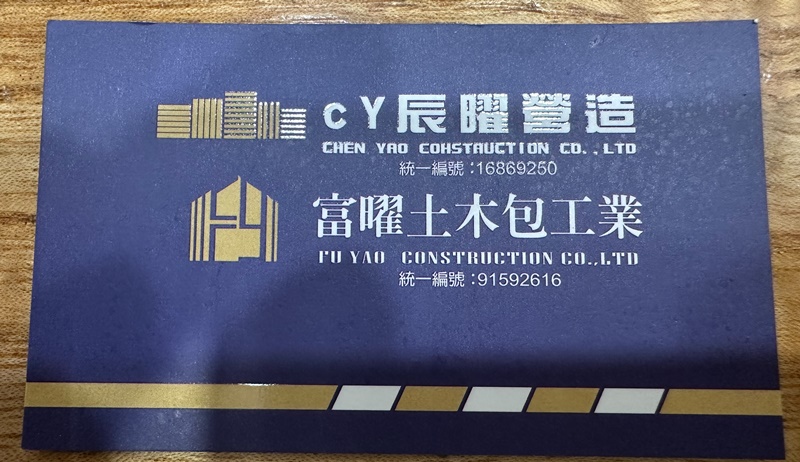 cY辰曜營造
CHEN YAO CONSTRUCTION CO.,LTD
統一編號:16869250
富曜土木包工業
FU YAO CONSTRUCTION CO.,LTD
統一編號:91592616